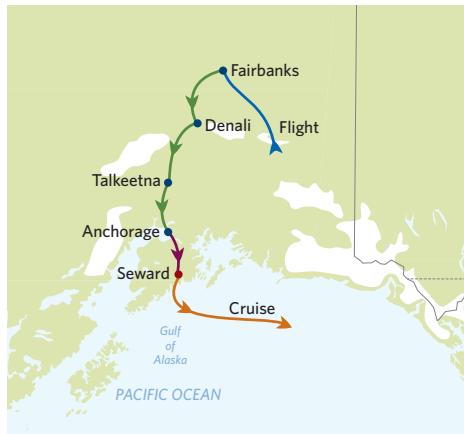 Fairbanks
Denali
Flight
Talkeetna
Anchorage
Seward
Cruise
Gulf
of
Alaska
PACIFIC OCEAN